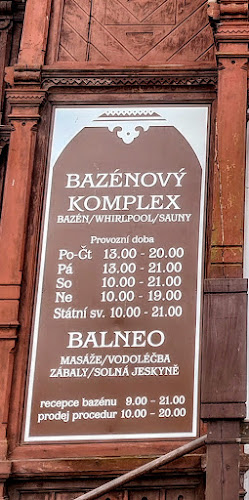 BAZÉNOVÝ
KOMPLEX
BAZÉN/WHIRLPOOL/SAUNY
Provozní doba
Po-Čt 13.00 - 20.00
Pá 13.00 - 21.00
So 10.00 - 21.00
Ne 10.00 - 19.00
Státní sv. 10.00 - 21.00
BALNEO
MASÁŽE/VODOLÉČBA
ZÁBALY/SOLNÁ JESKYNĚ
recepce bazénu 9.00 - 21.00
prodej procedur 10.00 - 20.00